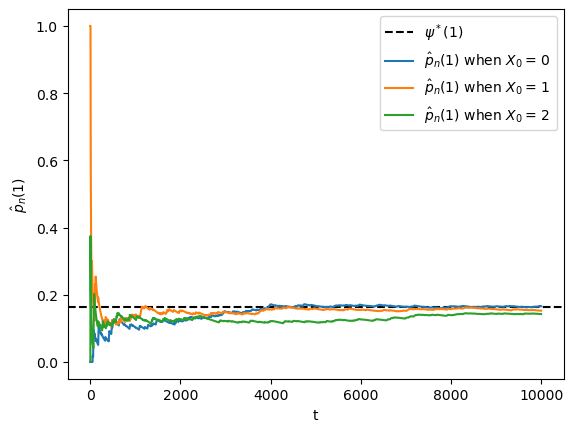 1.0
0.8
0.6
0.4
0.2
0.0
p̂ₙ(1)
ψ*(1)
p̂ₙ(1) when X₀ = 0
p̂ₙ(1) when X₀ = 1
p̂ₙ(1) when X₀ = 2
0 2000 4000 6000 8000 10000
t